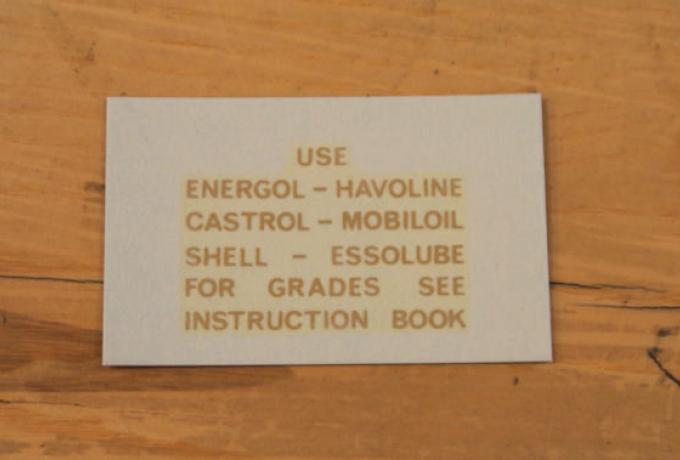 USE
ENERGOL – HAVOLINE
CASTROL – MOBILOIL
SHELL – ESSOLUBE
FOR GRADES SEE
INSTRUCTION BOOK